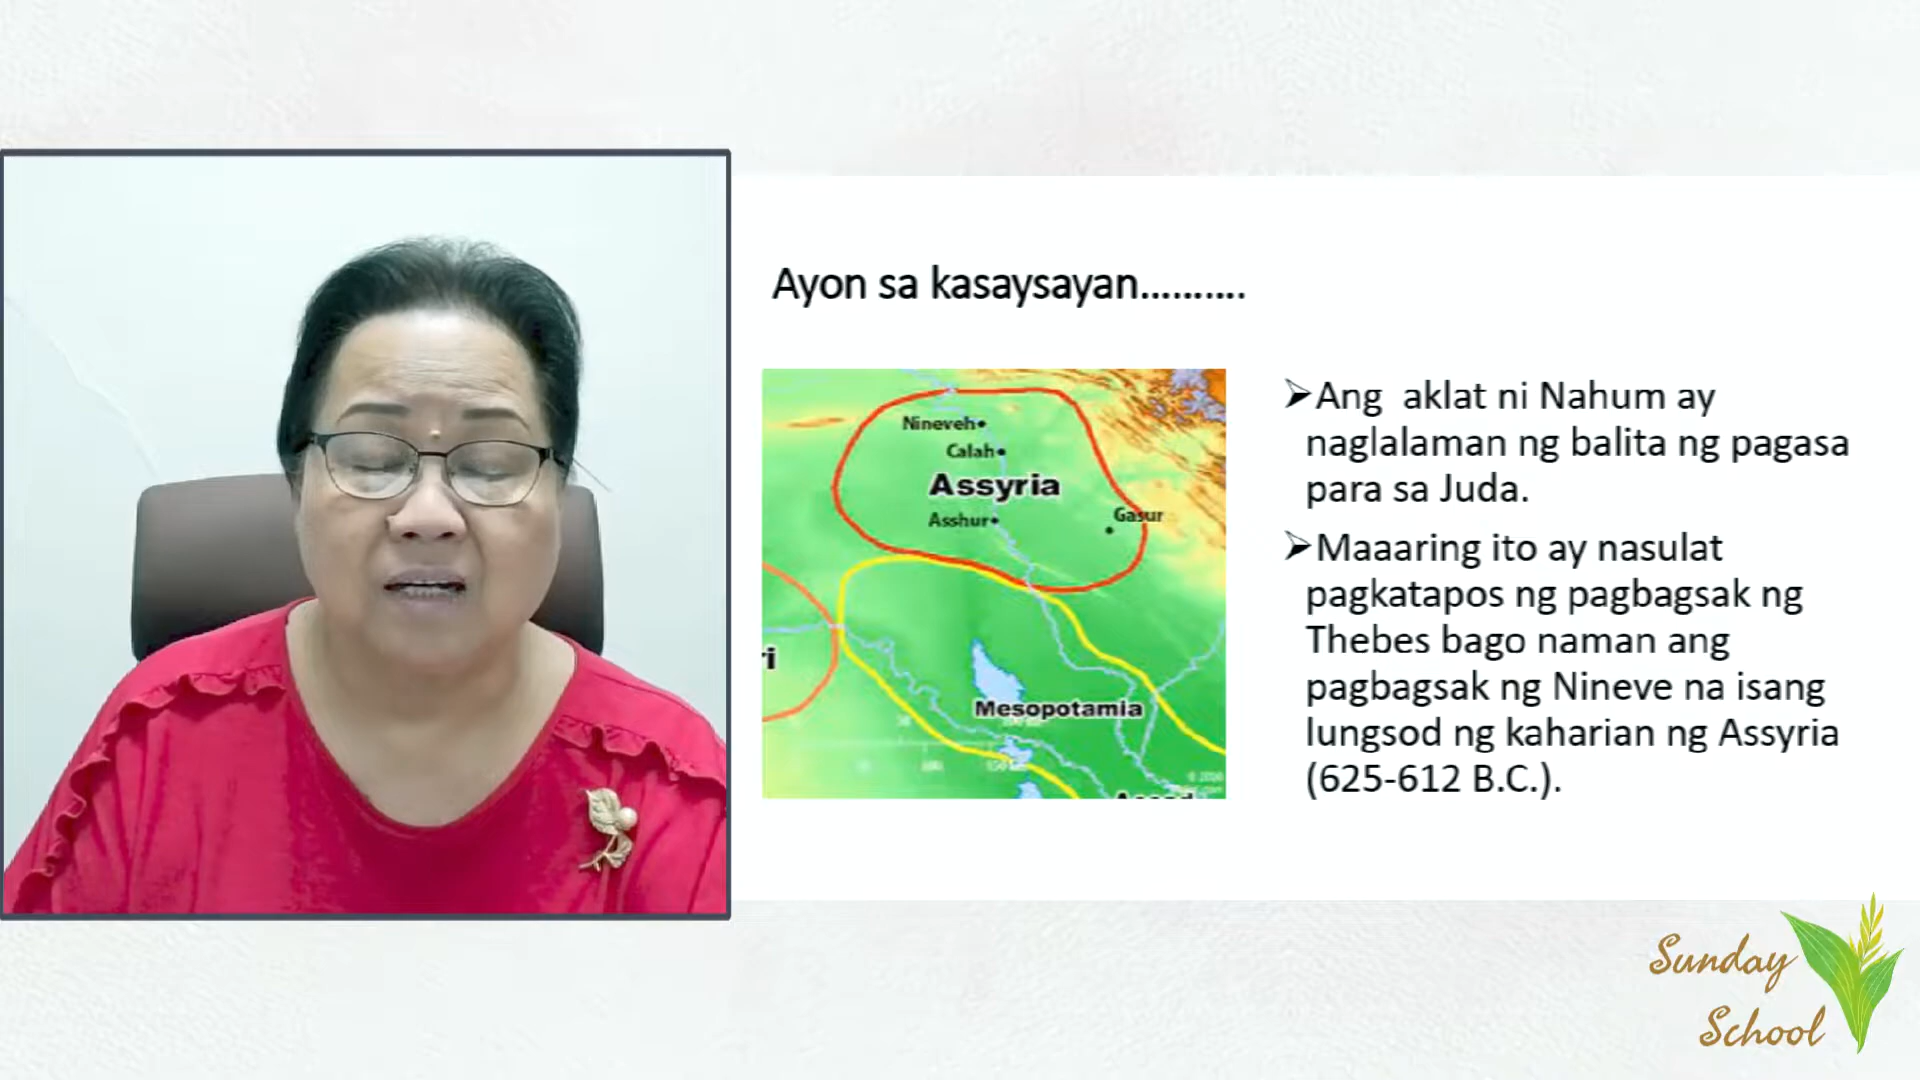 Ayon sa kasaysayan..........
Nineveh
Calah
Assyria
Asshur
Gasur
Mesopotamia
➢Ang aklat ni Nahum ay
naglalaman ng balita ng pagasa
para sa Juda.
➢Maaaring ito ay nasulat
pagkatapos ng pagbagsak ng
Thebes bago naman ang
pagbagsak ng Nineve na isang
lungsod ng kaharian ng Assyria
(625-612 B.C.).
Sunday
School